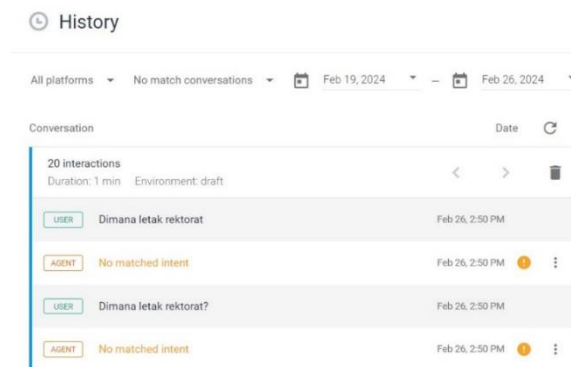 History
All platforms No match conversations Feb 19, 2024 – Feb 26, 2024
Conversation Date
20 interactions
Duration: 1 min Environment: draft
USER Dimana letak rektorat Feb 26, 2:50 PM
AGENT No matched intent Feb 26, 2:50 PM
USER Dimana letak rektorat? Feb 26, 2:50 PM
AGENT No matched intent Feb 26, 2:50 PM